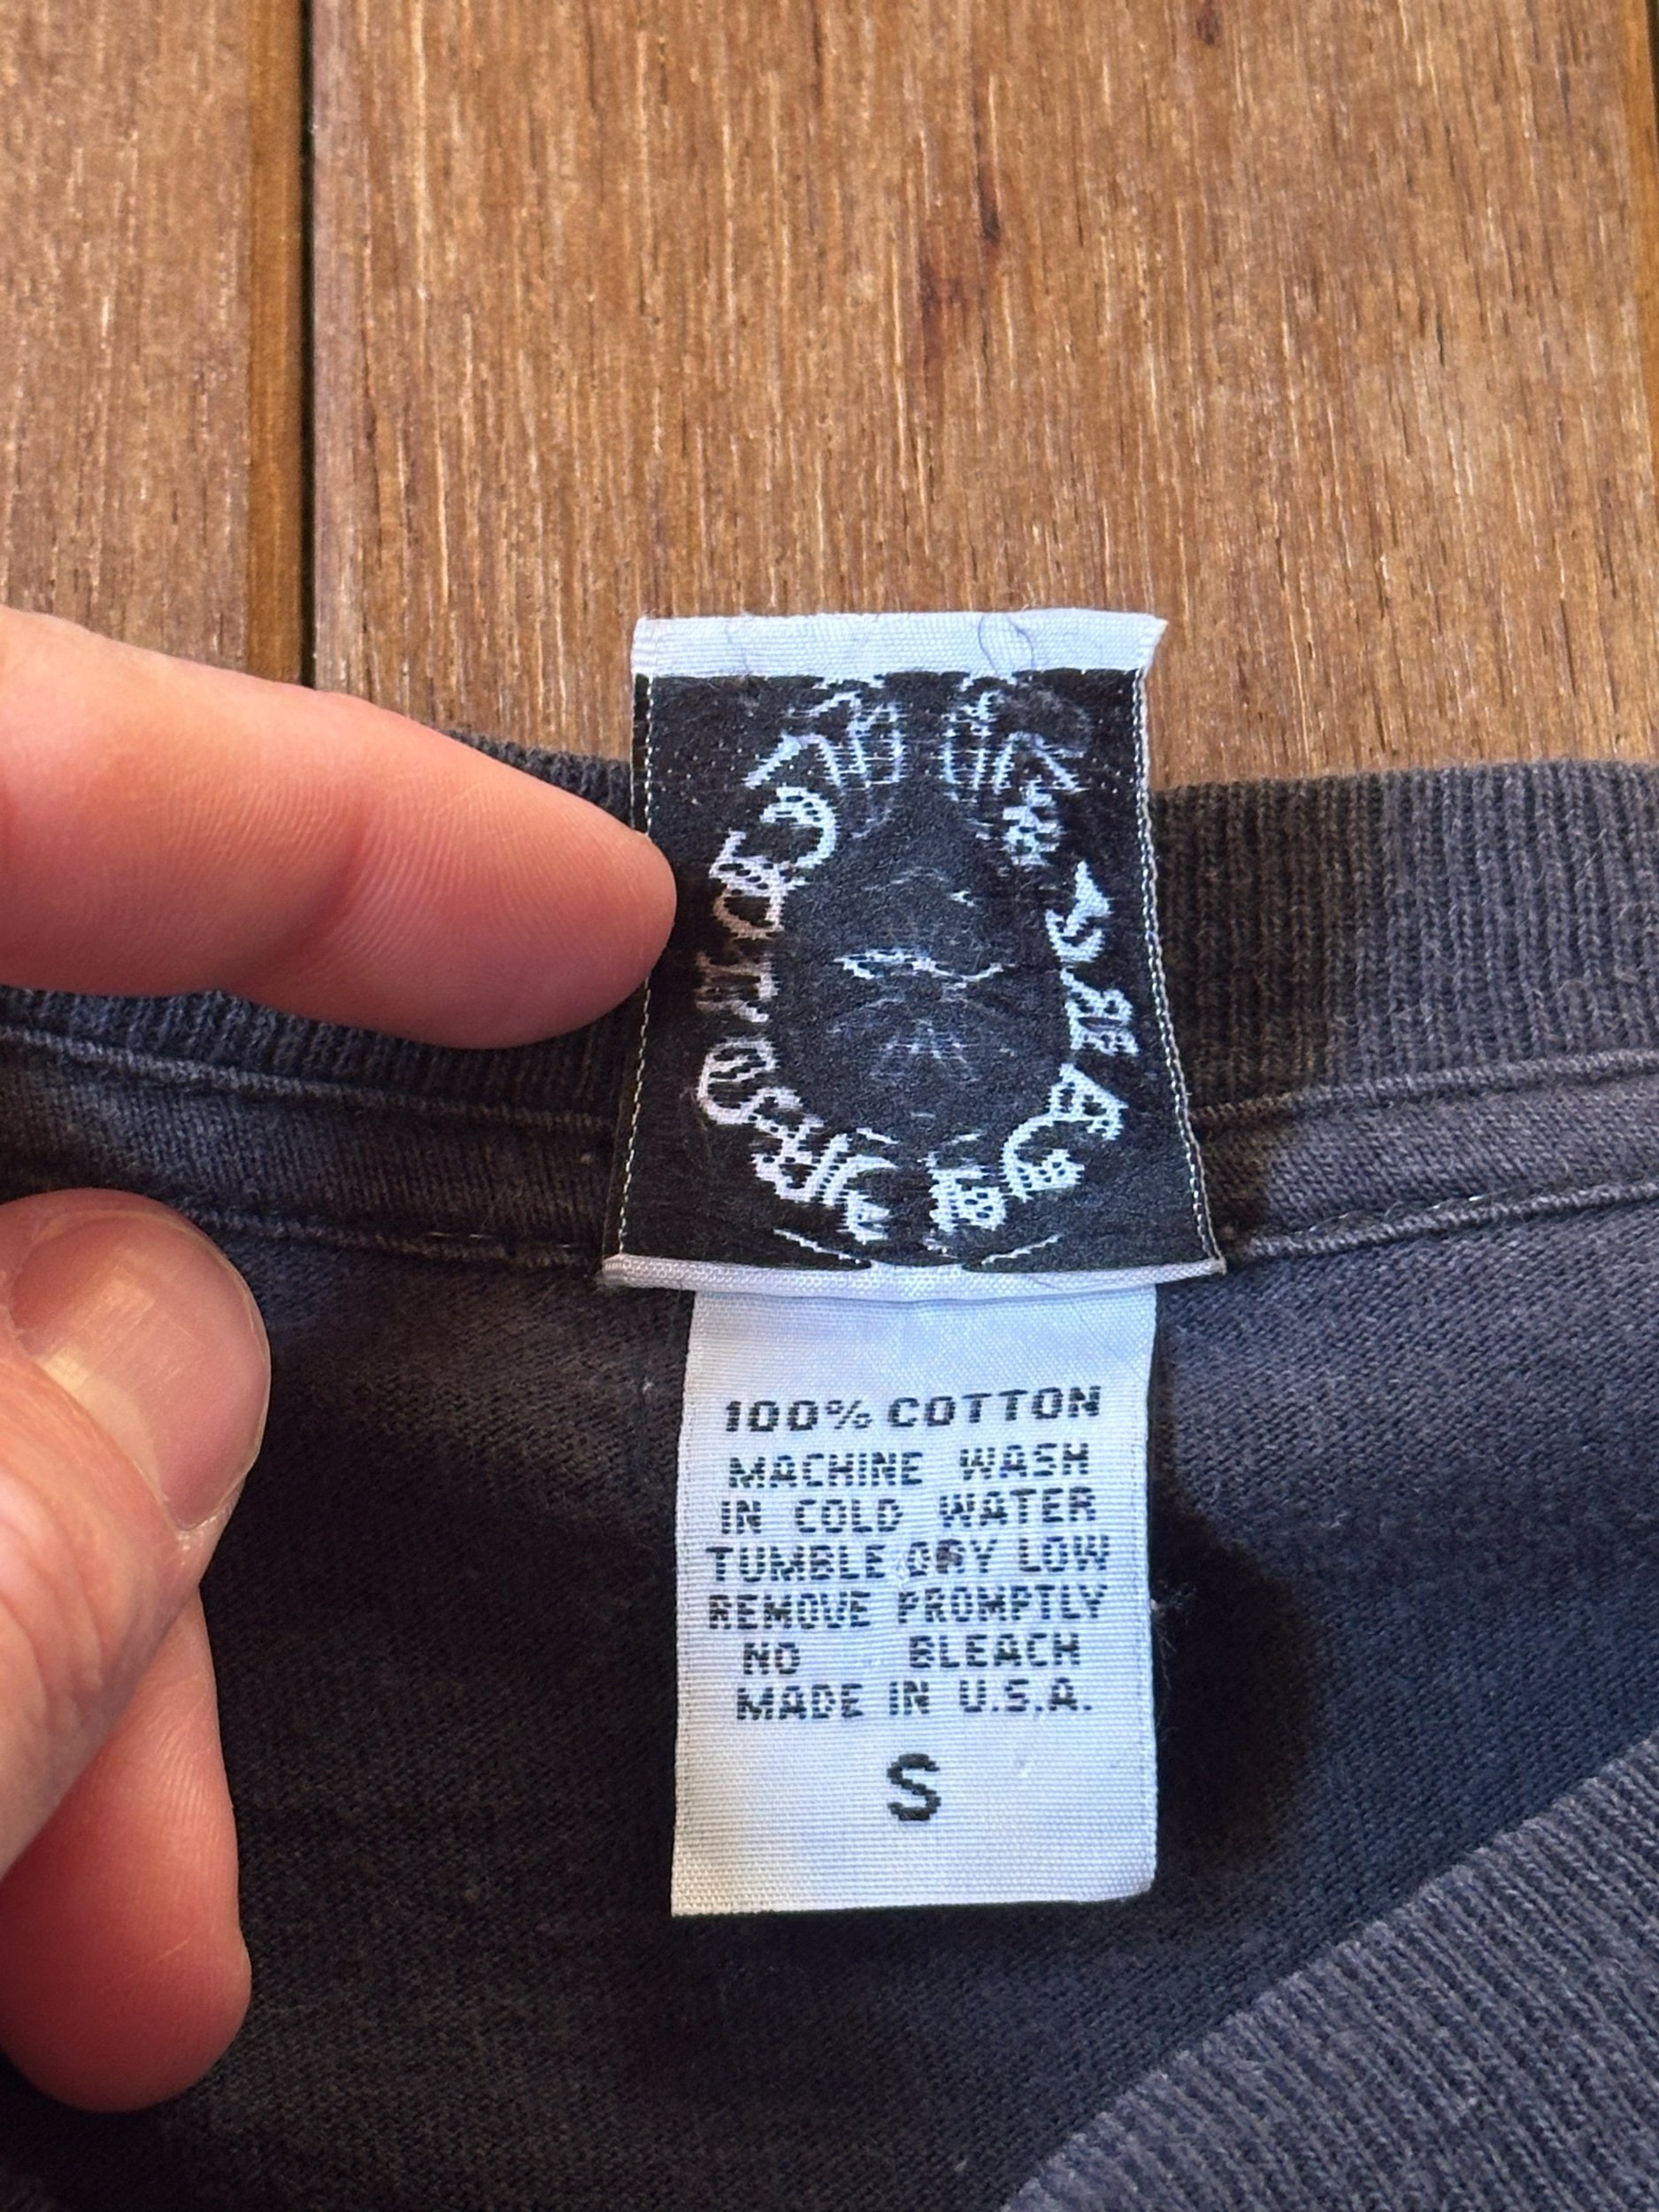 100% COTTON
MACHINE WASH
IN COLD WATER
TUMBLE DRY LOW
REMOVE PROMPTLY
NO BLEACH
MADE IN U.S.A.
S